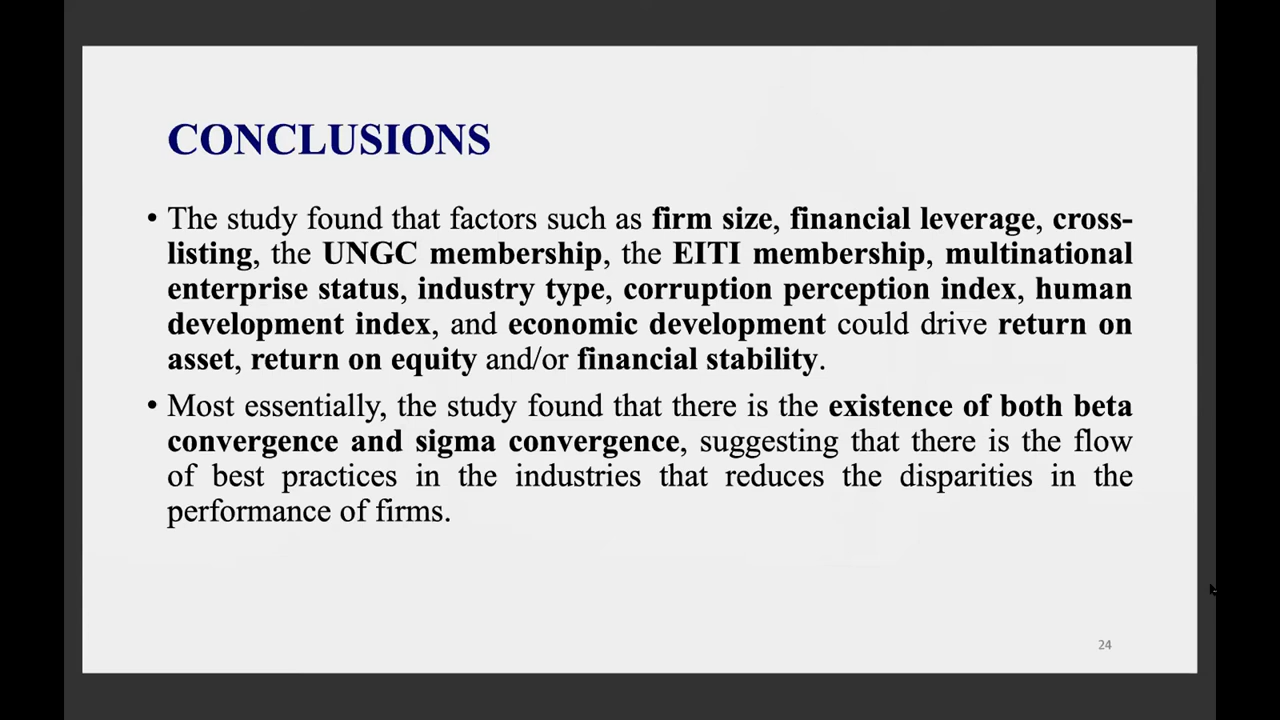 CONCLUSIONS
• The study found that factors such as firm size, financial leverage, cross-
listing, the UNGC membership, the EITI membership, multinational
enterprise status, industry type, corruption perception index, human
development index, and economic development could drive return on
asset, return on equity and/or financial stability.
• Most essentially, the study found that there is the existence of both beta
convergence and sigma convergence, suggesting that there is the flow
of best practices in the industries that reduces the disparities in the
performance of firms.
24